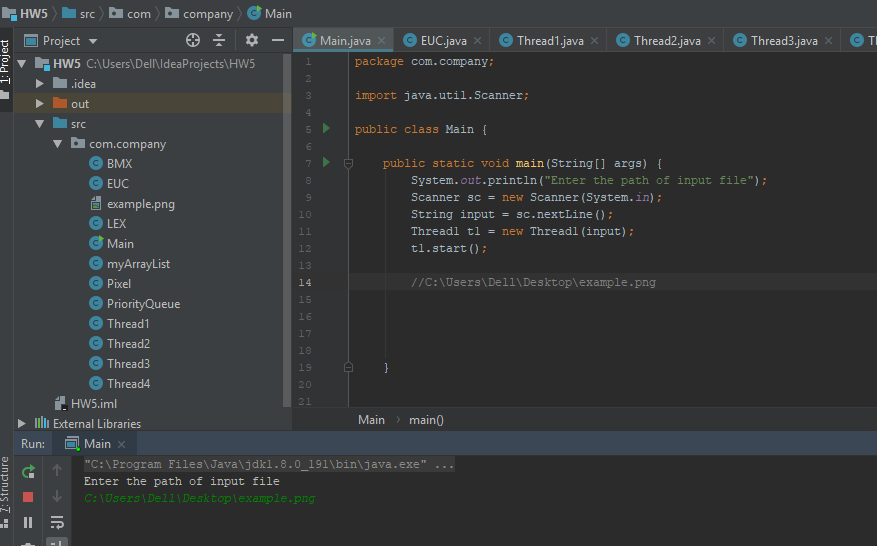 HW5 src com company Main
1: Project
Project
Main.java EUC.java Thread1.java Thread2.java Thread3.java
HW5 C:\Users\Dell\IdeaProjects\HW5
.idea
out
src
com.company
BMX
EUC
example.png
LEX
Main
myArrayList
Pixel
PriorityQueue
Thread1
Thread2
Thread3
Thread4
HW5.iml
External Libraries
1 package com.company;
2
3 import java.util.Scanner;
4
5 public class Main {
6
7 public static void main(String[] args) {
8 System.out.println("Enter the path of input file");
9 Scanner sc = new Scanner(System.in);
10 String input = sc.nextLine();
11 Thread1 t1 = new Thread1(input);
12 t1.start();
13
14 //C:\Users\Dell\Desktop\example.png
15
16
17
18
19 }
20
21
Main main()
Run: Main
7: Structure
"C:\Program Files\Java\jdk1.8.0_191\bin\java.exe" ...
Enter the path of input file
C:\Users\Dell\Desktop\example.png